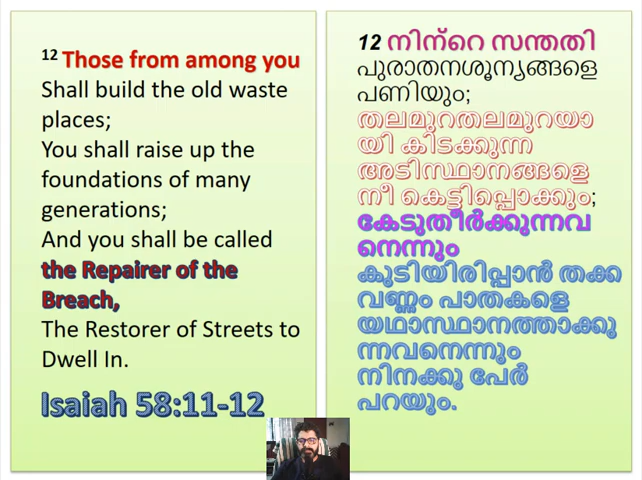 12 Those from among you
Shall build the old waste
places;
You shall raise up the
foundations of many
generations;
And you shall be called
the Repairer of the
Breach,
The Restorer of Streets to
Dwell In.
Isaiah 58:11-12
12 നിന്റെ സന്തതി
പുരാതനശൂന്യങ്ങളെ
പണിയും;
തലമുറതലമുറയാ
യി കിടക്കുന്ന
അടിസ്ഥാനങ്ങളെ
നീ കെട്ടിപ്പൊക്കും;
കേടുതീർക്കുന്നവ
നെന്നും
കുടിയിരിപ്പാൻ തക്ക
വണ്ണം പാതകളെ
യഥാസ്ഥാനത്താക്കു
ന്നവനെന്നും
നിനക്കു പേർ
പറയും.